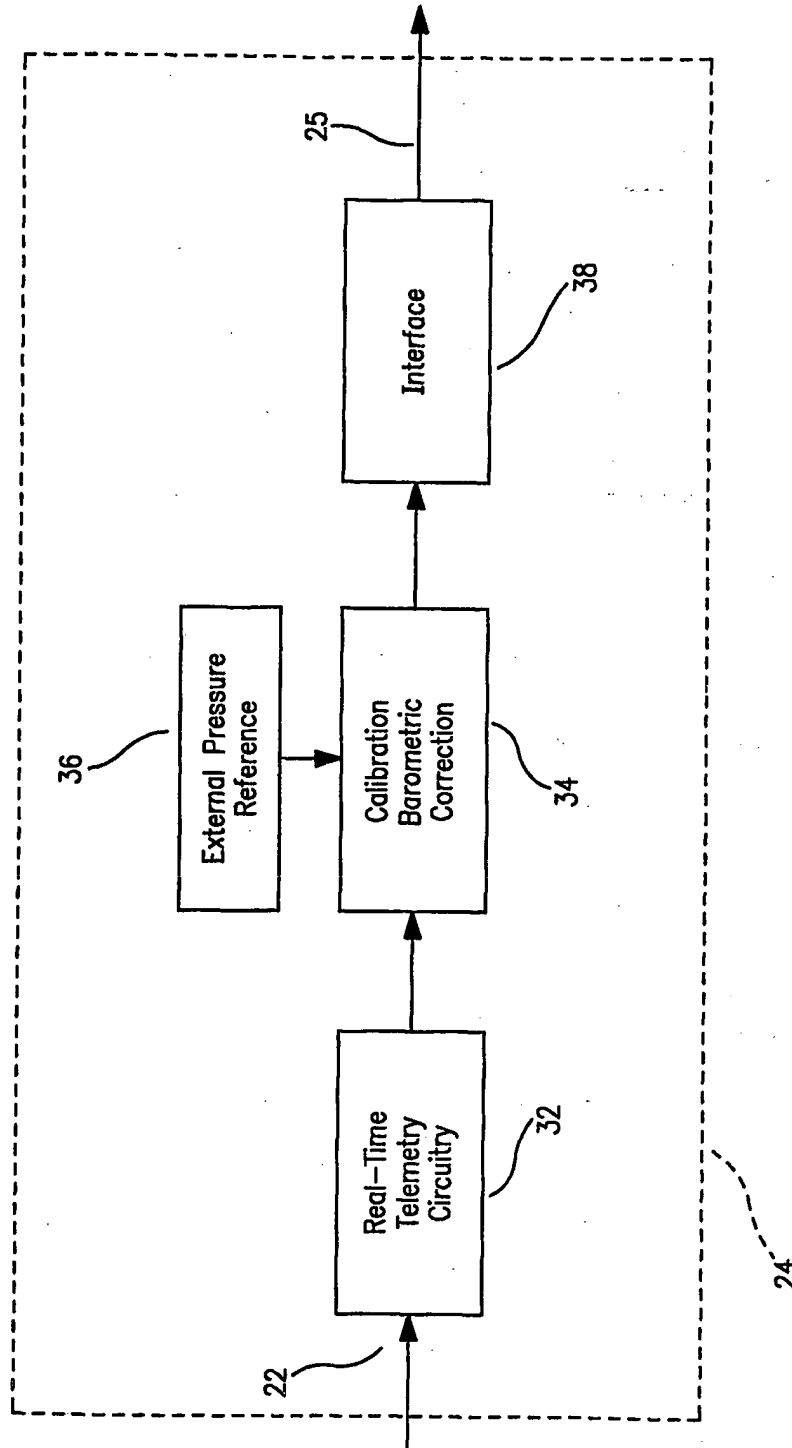 36
External Pressure
Reference
25
22
Real-Time
Telemetry
Circuitry
Calibration
Barometric
Correction
Interface
32
34
38
24